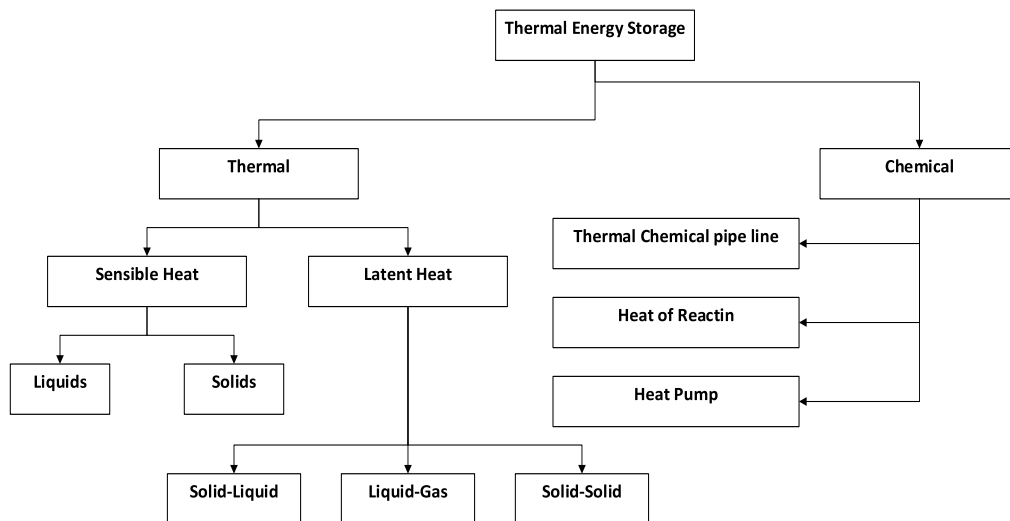 Thermal Energy Storage
Thermal
Chemical
Thermal Chemical pipe line
Sensible Heat
Latent Heat
Heat of Reactin
Liquids
Solids
Heat Pump
Solid-Liquid
Liquid-Gas
Solid-Solid